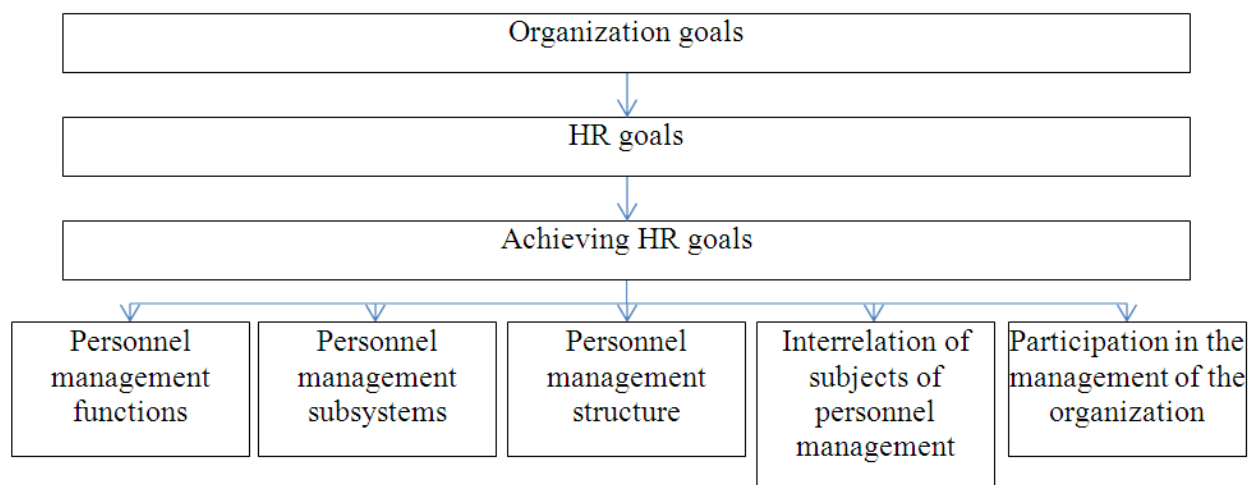 Organization goals
HR goals
Achieving HR goals
Personnel
management
functions
Personnel
management
subsystems
Personnel
management
structure
Interrelation of
subjects of
personnel
management
Participation in the
management of the
organization